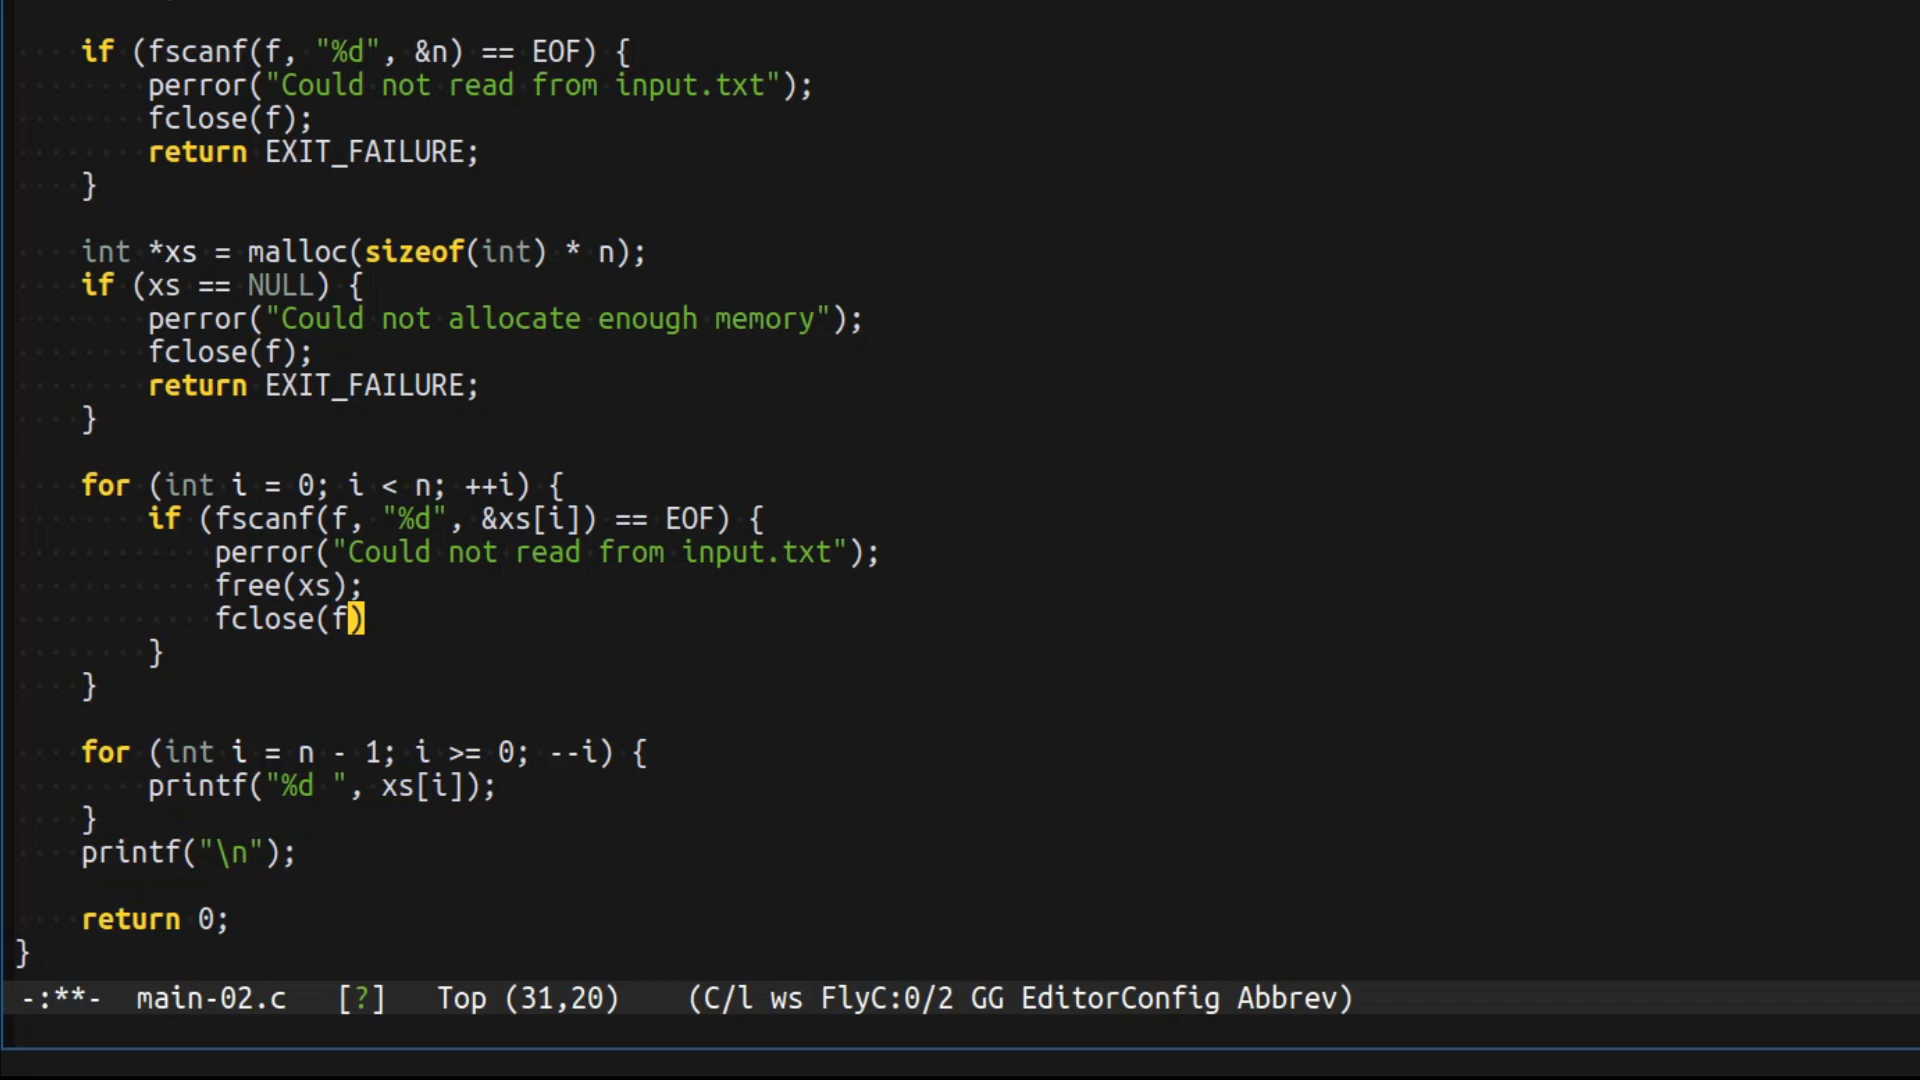 if (fscanf(f, "%d", &n) == EOF) {
perror("Could not read from input.txt");
fclose(f);
return EXIT_FAILURE;
}
int *xs = malloc(sizeof(int) * n);
if (xs == NULL) {
perror("Could not allocate enough memory");
fclose(f);
return EXIT_FAILURE;
}
for (int i = 0; i < n; ++i) {
if (fscanf(f, "%d", &xs[i]) == EOF) {
perror("Could not read from input.txt");
free(xs);
fclose(f)
}
}
for (int i = n - 1; i >= 0; --i) {
printf("%d ", xs[i]);
}
printf("\n");
return 0;
}
-:**- main-02.c [?] Top (31,20) (C/l ws FlyC:0/2 GG EditorConfig Abbrev)